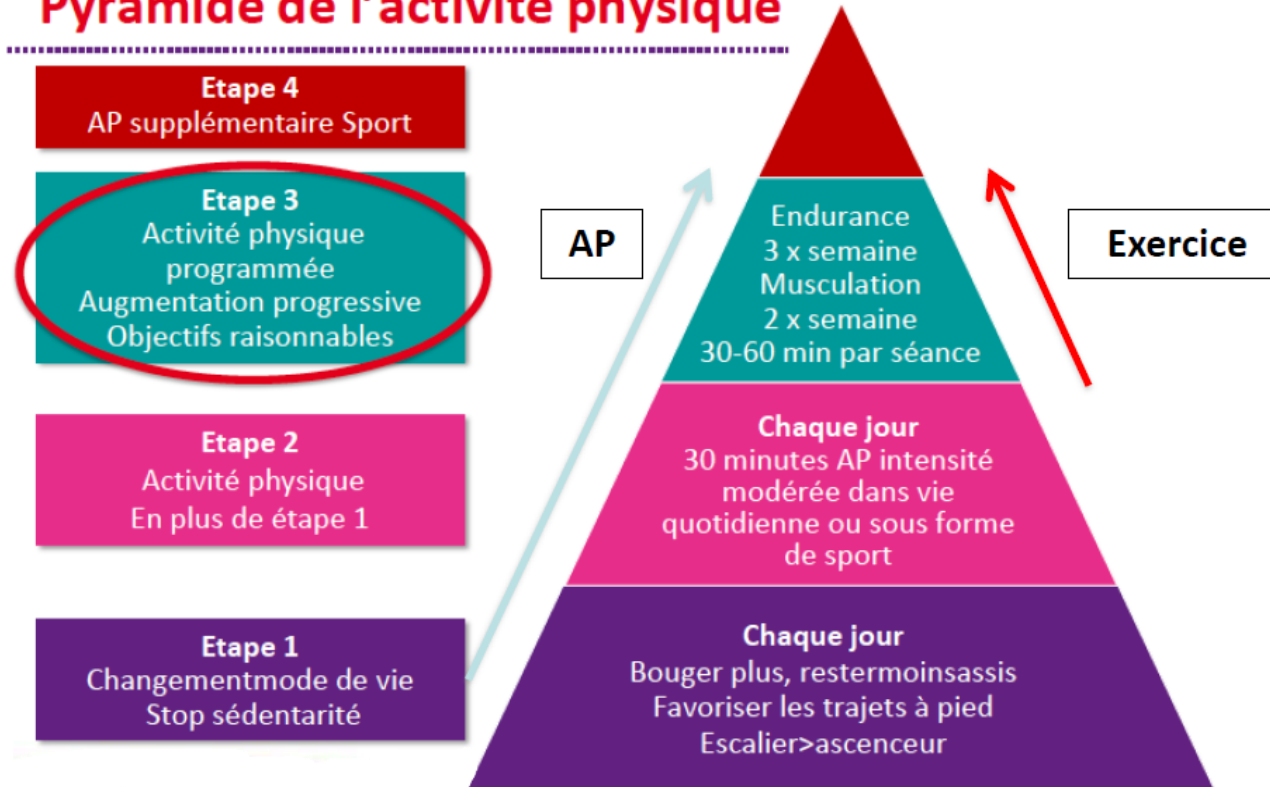 Pyramide de l'activité physique
Etape 4
AP supplémentaire Sport
Etape 3
Activité physique
programmée
Augmentation progressive
Objectifs raisonnables
Etape 2
Activité physique
En plus de étape 1
Etape 1
Changementmode de vie
Stop sédentarité
AP
Exercice
Endurance
3 x semaine
Musculation
2 x semaine
30-60 min par séance
Chaque jour
30 minutes AP intensité
modérée dans vie
quotidienne ou sous forme
de sport
Chaque jour
Bouger plus, restermoinsassis
Favoriser les trajets à pied
Escalier>ascenceur